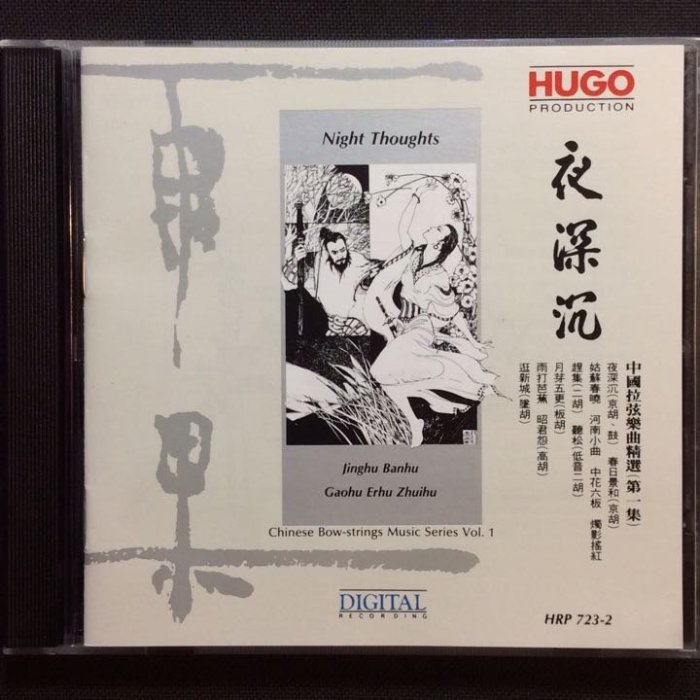 雨果
HUGO
PRODUCTION
Night Thoughts
夜深沉
中國拉弦樂曲精選(第一集)
夜深沉(京胡、鼓) 春日景和(京胡)
姑蘇春曉 河南小曲 中花六板 燭影搖紅
趕集(二胡) 聽松(低音二胡)
月芽五更(板胡)
雨打芭蕉 昭君怨(高胡)
逛新城(墜胡)
Jinghu Banhu
Gaohu Erhu Zhuihu
Chinese Bow-strings Music Series Vol. 1
DIGITAL
RECORDING
HRP 723-2